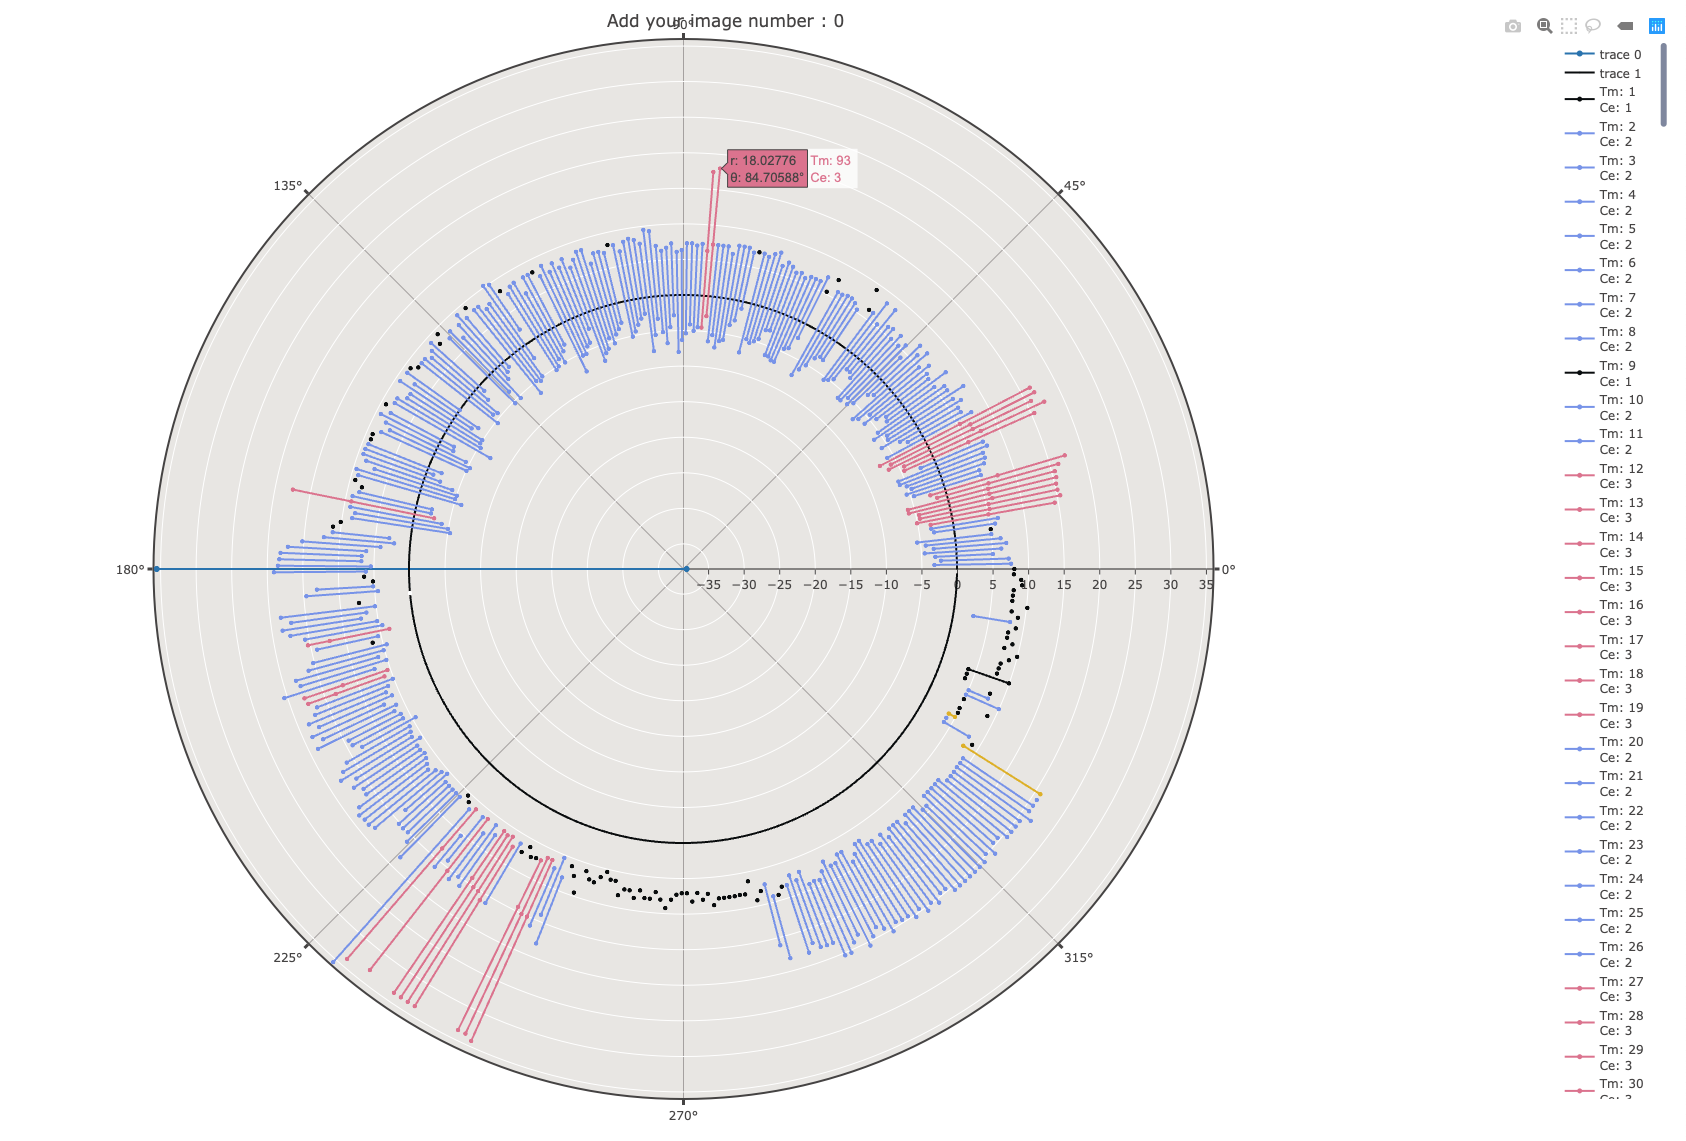 Add your image number : 0
90°
135°
45°
r: 18.02776 Tm: 93
θ: 84.70588° Ce: 3
180°
0°
−35 −30 −25 −20 −15 −10 −5 0 5 10 15 20 25 30 35
225°
315°
270°
trace 0
trace 1
Tm: 1
Ce: 1
Tm: 2
Ce: 2
Tm: 3
Ce: 2
Tm: 4
Ce: 2
Tm: 5
Ce: 2
Tm: 6
Ce: 2
Tm: 7
Ce: 2
Tm: 8
Ce: 2
Tm: 9
Ce: 1
Tm: 10
Ce: 2
Tm: 11
Ce: 2
Tm: 12
Ce: 3
Tm: 13
Ce: 3
Tm: 14
Ce: 3
Tm: 15
Ce: 3
Tm: 16
Ce: 3
Tm: 17
Ce: 3
Tm: 18
Ce: 3
Tm: 19
Ce: 3
Tm: 20
Ce: 2
Tm: 21
Ce: 2
Tm: 22
Ce: 2
Tm: 23
Ce: 2
Tm: 24
Ce: 2
Tm: 25
Ce: 2
Tm: 26
Ce: 2
Tm: 27
Ce: 3
Tm: 28
Ce: 3
Tm: 29
Ce: 3
Tm: 30